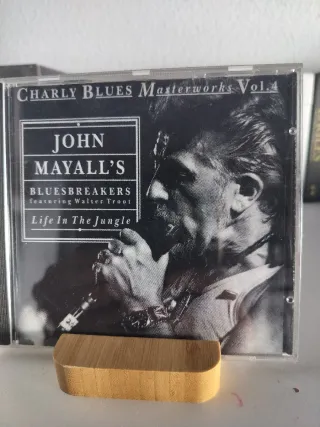 CHARLY BLUES Masterworks Vol.4
JOHN
MAYALL'S
BLUESBREAKERS
featuring Walter Trout
Life In The Jungle